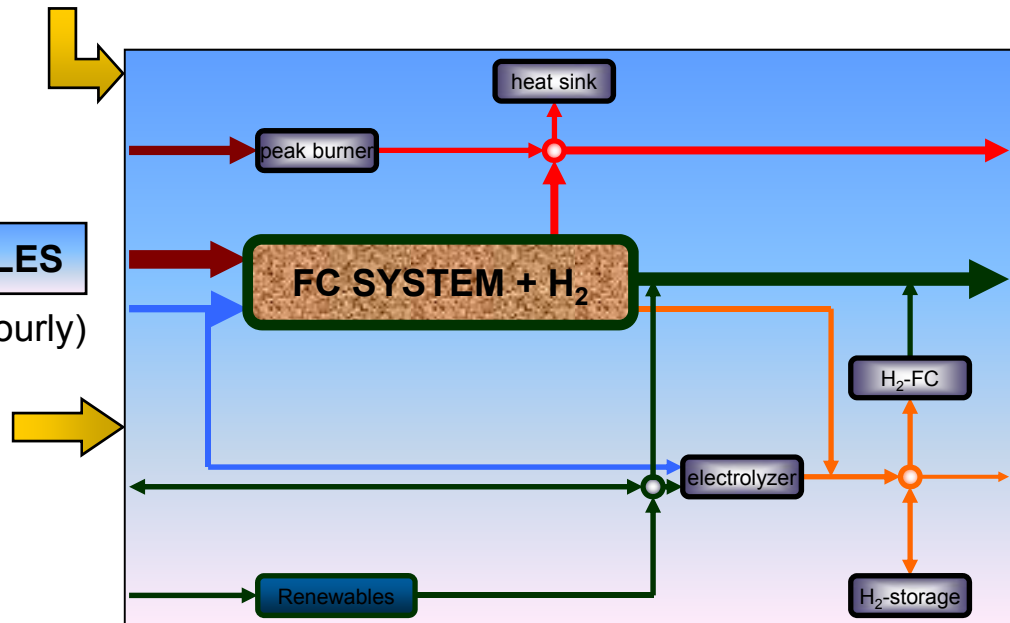 heat sink
peak burner
LES
FC SYSTEM + H₂
ourly)
H₂-FC
electrolyzer
Renewables
H₂-storage